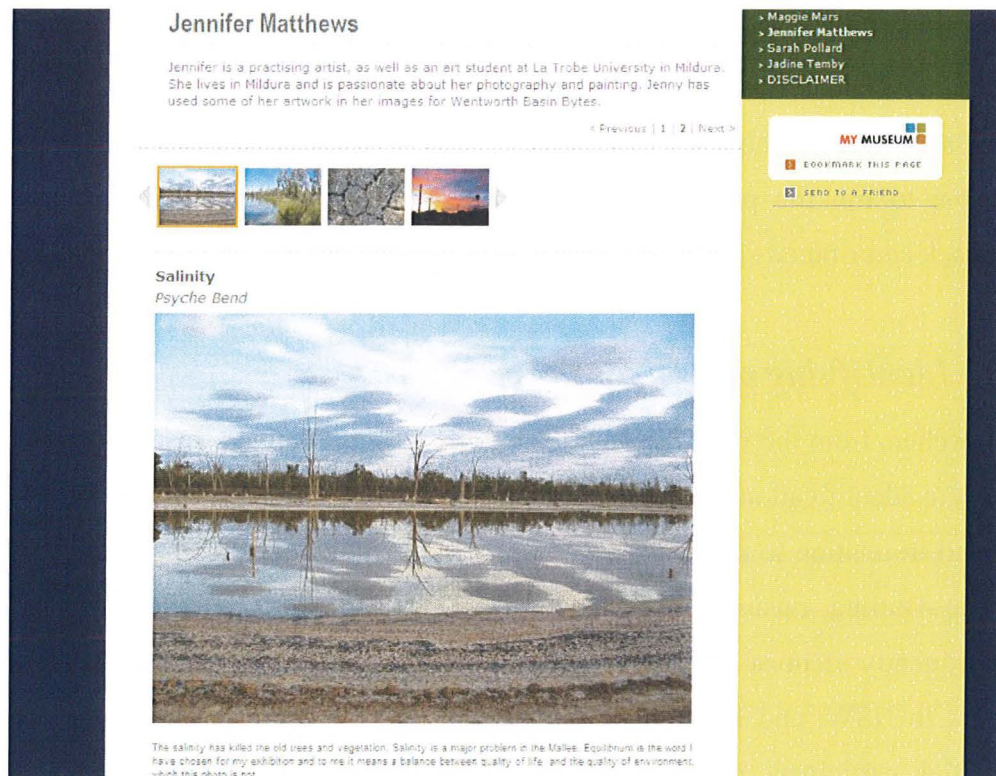 Jennifer Matthews
Jennifer is a practising artist, as well as an art student at La Trobe University in Mildura.
She lives in Mildura and is passionate about her photography and painting. Jenny has
used some of her artwork in her images for Wentworth Basin Bytes.
< Previous | 1 | 2 | Next >
Salinity
Psyche Bend
The salinity has killed the old trees and vegetation. Salinity is a major problem in the Mallee. Equilibrium is the word I
have chosen for my exhibition and to me it means a balance between quality of life, and the quality of environment,
which this photo is not.
> Maggie Mars
> Jennifer Matthews
> Sarah Pollard
> Jadine Temby
> DISCLAIMER
MY MUSEUM
BOOKMARK THIS PAGE
SEND TO A FRIEND